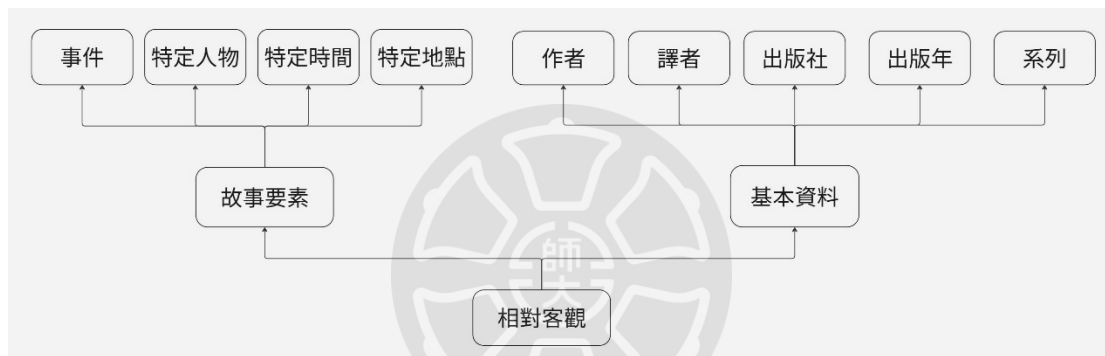 事件
特定人物
特定時間
特定地點
作者
譯者
出版社
出版年
系列
故事要素
基本資料
師大
相對客觀